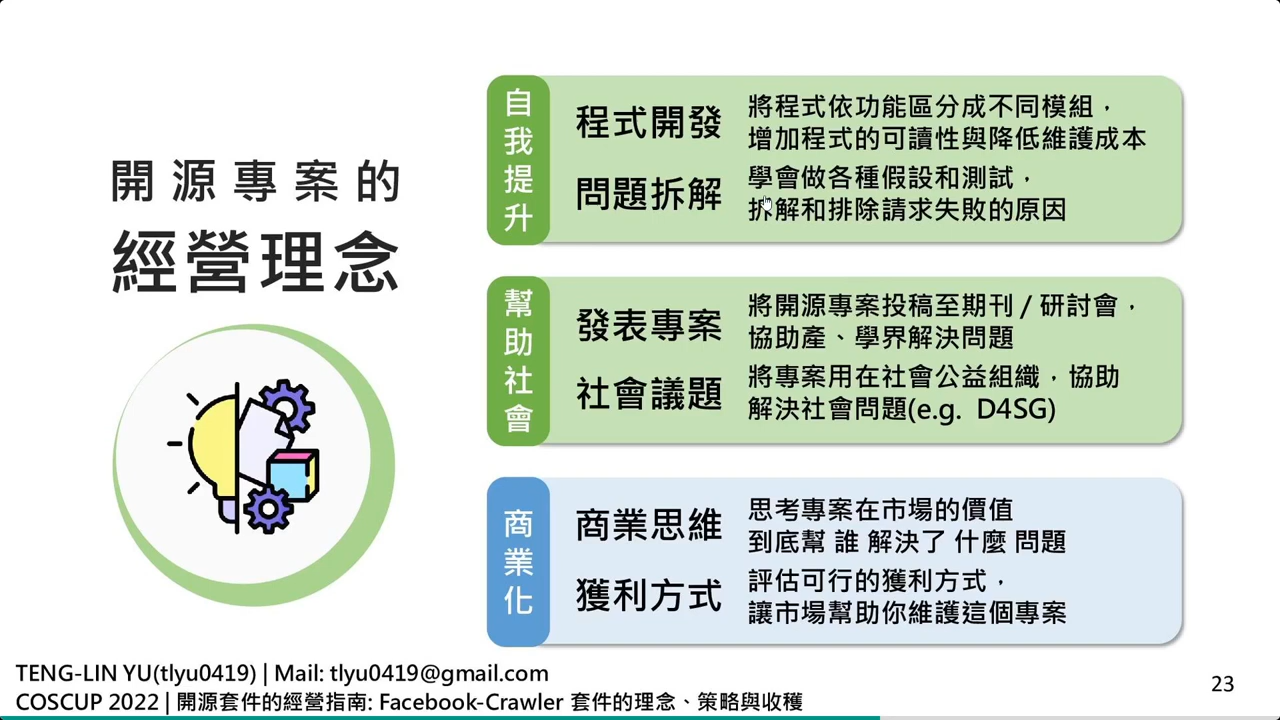 開源專案的
經營理念
自我提升
程式開發
將程式依功能區分成不同模組，
增加程式的可讀性與降低維護成本
問題拆解
學會做各種假設和測試，
拆解和排除請求失敗的原因
幫助社會
發表專案
將開源專案投稿至期刊 / 研討會，
協助產、學界解決問題
社會議題
將專案用在社會公益組織，協助
解決社會問題(e.g. D4SG)
商業化
商業思維
思考專案在市場的價值
到底幫 誰 解決了 什麼 問題
獲利方式
評估可行的獲利方式，
讓市場幫助你維護這個專案
TENG-LIN YU(tlyu0419) | Mail: tlyu0419@gmail.com
COSCUP 2022 | 開源套件的經營指南: Facebook-Crawler 套件的理念、策略與收穫
23